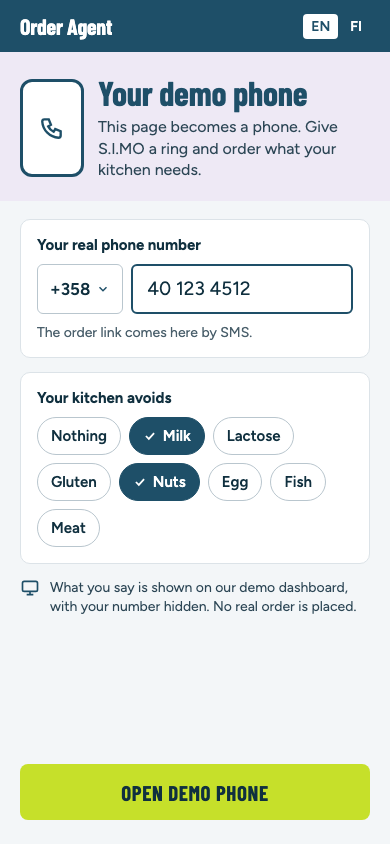 Order Agent
EN FI
Your demo phone
This page becomes a phone. Give
S.I.MO a ring and order what your
kitchen needs.
Your real phone number
+358 40 123 4512
The order link comes here by SMS.
Your kitchen avoids
Nothing Milk Lactose
Gluten Nuts Egg Fish
Meat
What you say is shown on our demo dashboard,
with your number hidden. No real order is placed.
OPEN DEMO PHONE